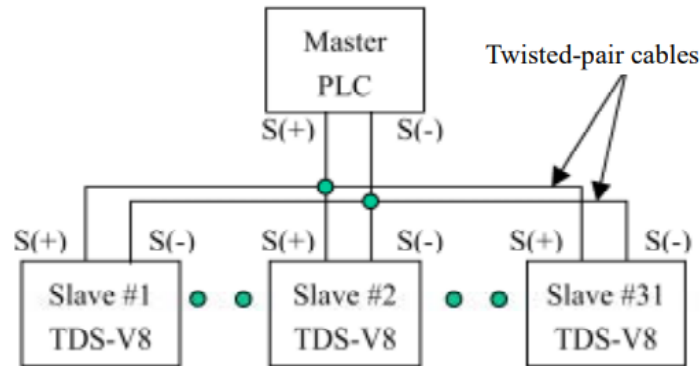 Master
PLC
Twisted-pair cables
S(+) S(-)
S(+) S(-) S(+) S(-) S(+) S(-)
Slave #1 Slave #2 Slave #31
TDS-V8 TDS-V8 TDS-V8